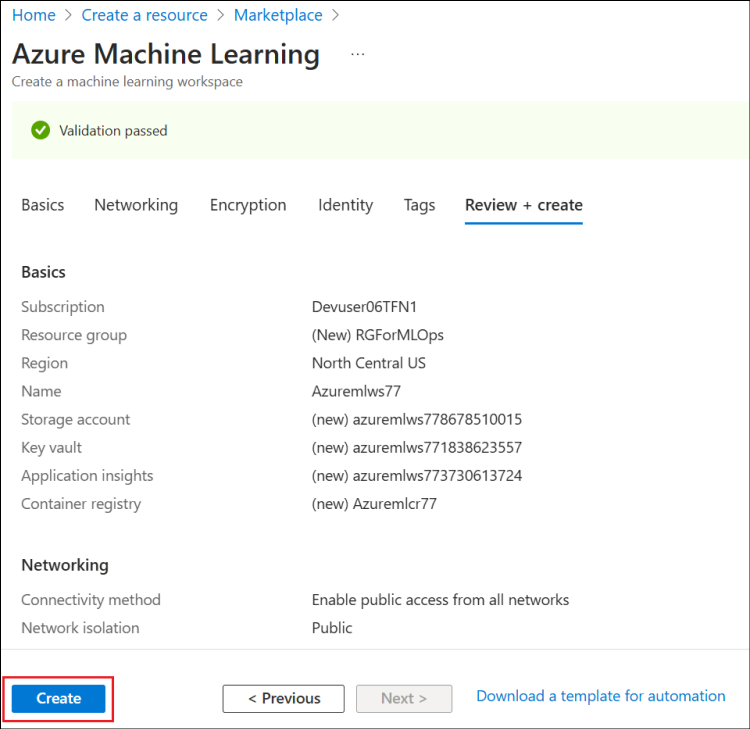 Home > Create a resource > Marketplace >
Azure Machine Learning ...
Create a machine learning workspace
Validation passed
Basics Networking Encryption Identity Tags Review + create
Basics
Subscription Devuser06TFN1
Resource group (New) RGForMLOps
Region North Central US
Name Azuremlws77
Storage account (new) azuremlws778678510015
Key vault (new) azuremlws771838623557
Application insights (new) azuremlws773730613724
Container registry (new) Azuremlcr77
Networking
Connectivity method Enable public access from all networks
Network isolation Public
Create < Previous Next > Download a template for automation